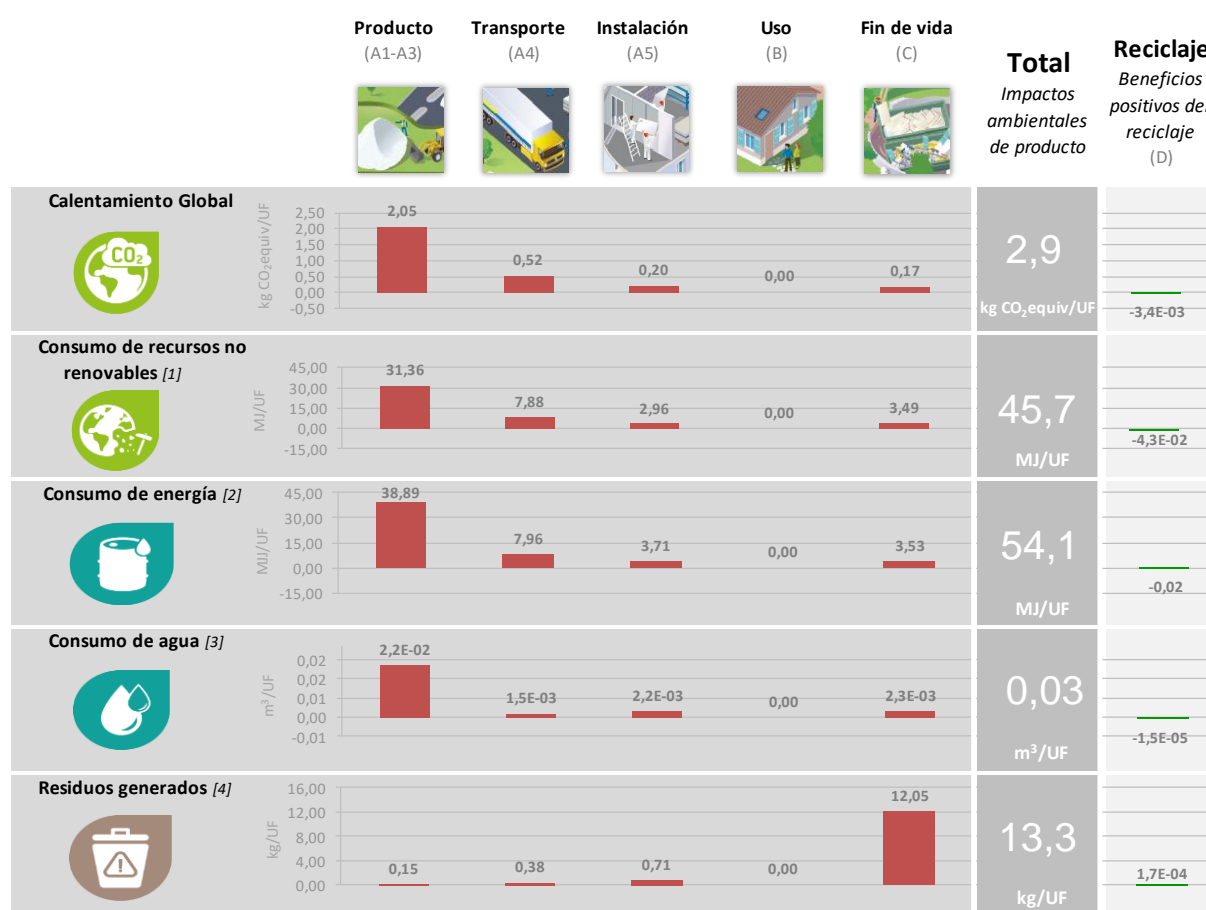 Producto
(A1-A3)
Transporte
(A4)
Instalación
(A5)
Uso
(B)
Fin de vida
(C)
Total
Impactos
ambientales
de producto
Reciclaje
Beneficios
positivos del
reciclaje
(D)
Calentamiento Global
CO₂
kg CO₂equiv/UF
2,50
2,00
1,50
1,00
0,50
0,00
-0,50
2,05
0,52
0,20
0,00
0,17
2,9
kg CO₂equiv/UF
-3,4E-03
Consumo de recursos no
renovables [1]
MJ/UF
45,00
30,00
15,00
0,00
-15,00
31,36
7,88
2,96
0,00
3,49
45,7
MJ/UF
-4,3E-02
Consumo de energía [2]
MJJ/UF
45,00
30,00
15,00
0,00
-15,00
38,89
7,96
3,71
0,00
3,53
54,1
MJ/UF
-0,02
Consumo de agua [3]
m³/UF
0,02
0,02
0,01
0,00
-0,01
2,2E-02
1,5E-03
2,2E-03
0,00
2,3E-03
0,03
m³/UF
-1,5E-05
Residuos generados [4]
kg/UF
16,00
12,00
8,00
4,00
0,00
0,15
0,38
0,71
0,00
12,05
13,3
kg/UF
1,7E-04